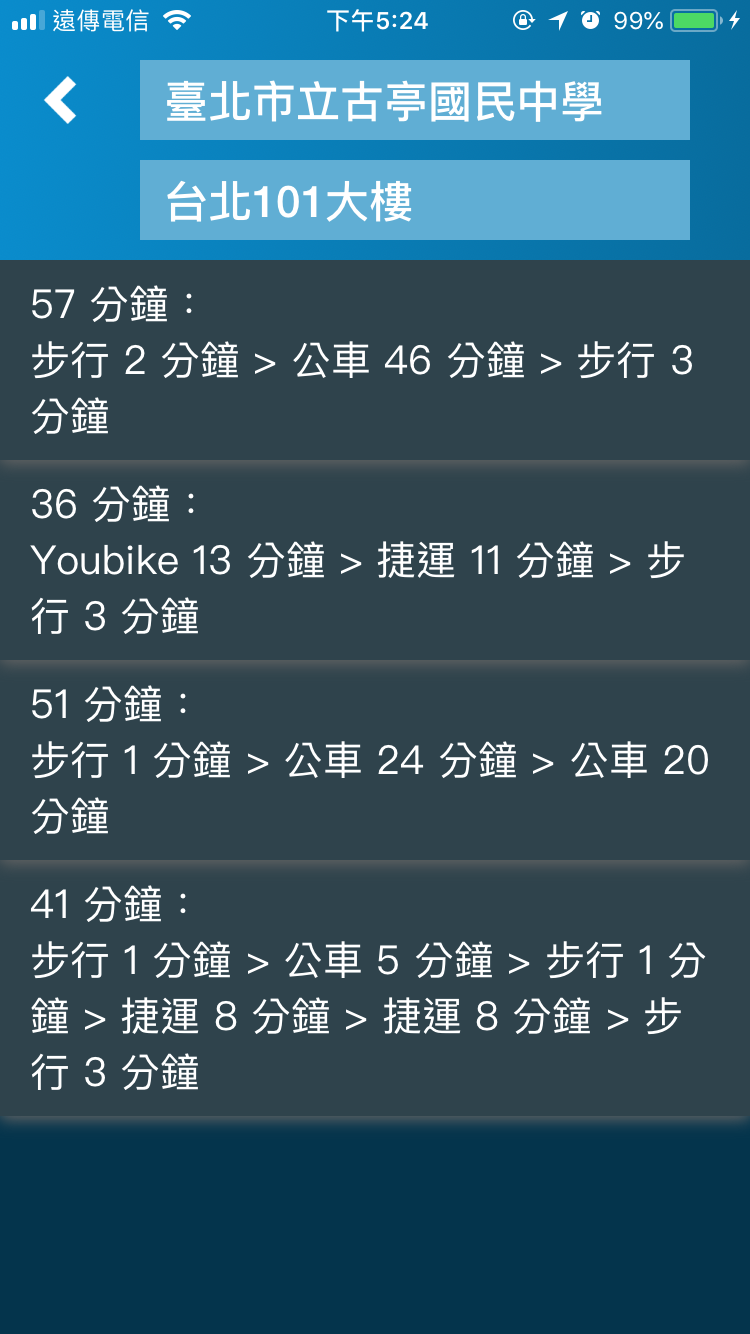 遠傳電信 下午5:24 99%
臺北市立古亭國民中學
台北101大樓
57 分鐘：
步行 2 分鐘 > 公車 46 分鐘 > 步行 3
分鐘
36 分鐘：
Youbike 13 分鐘 > 捷運 11 分鐘 > 步
行 3 分鐘
51 分鐘：
步行 1 分鐘 > 公車 24 分鐘 > 公車 20
分鐘
41 分鐘：
步行 1 分鐘 > 公車 5 分鐘 > 步行 1 分
鐘 > 捷運 8 分鐘 > 捷運 8 分鐘 > 步
行 3 分鐘